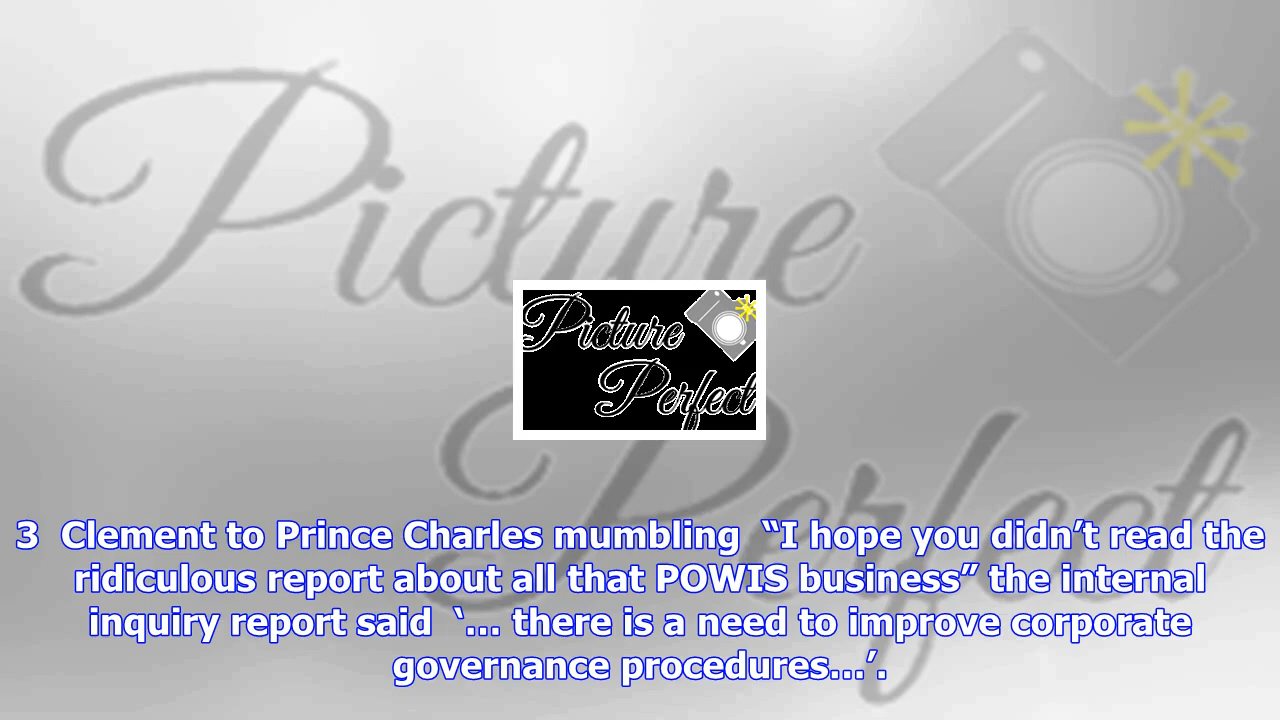 Picture
Perfect
Picture
Perfect
3 Clement to Prince Charles mumbling “I hope you didn’t read the
ridiculous report about all that POWIS business” the internal
inquiry report said ‘... there is a need to improve corporate
governance procedures...’.